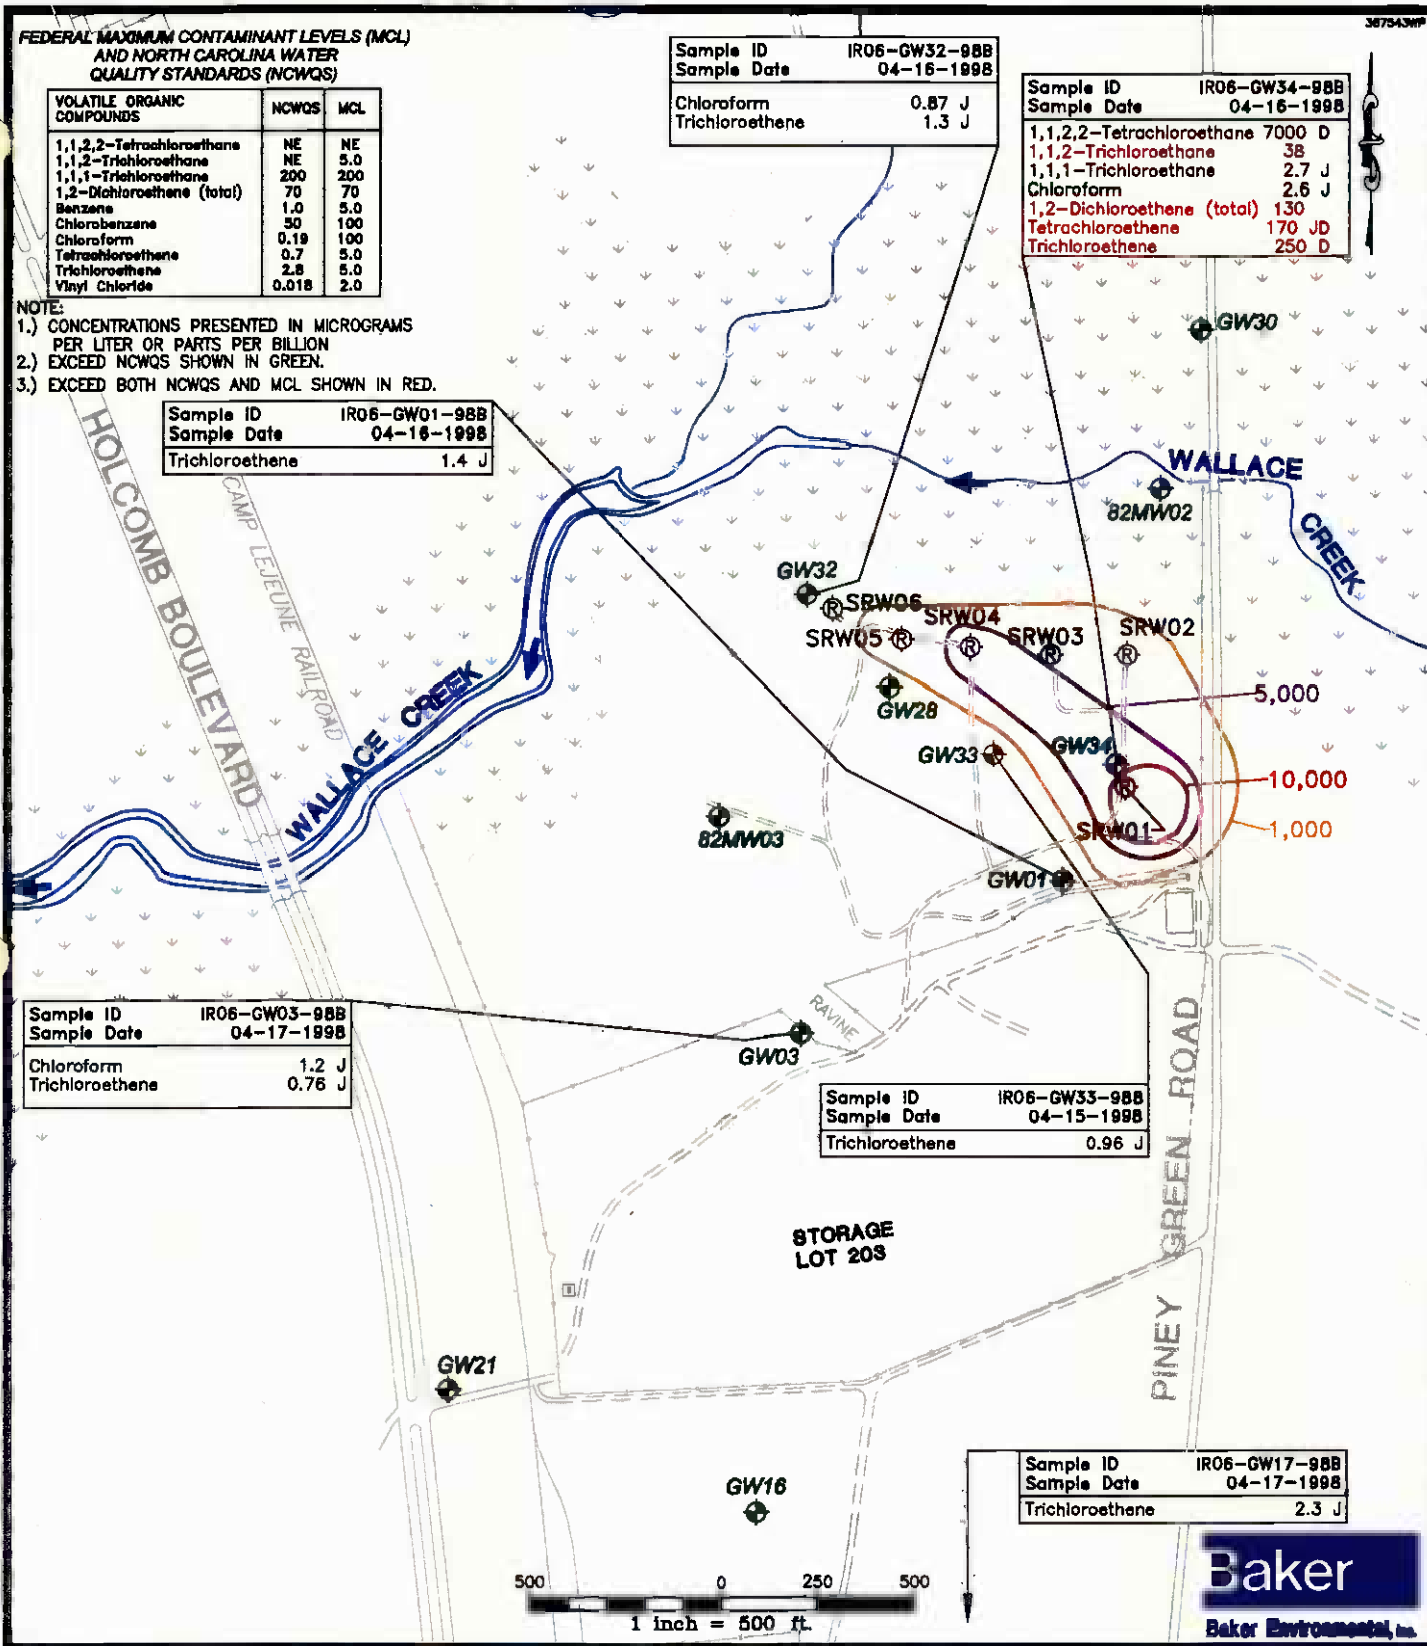 367543WP
FEDERAL MAXIMUM CONTAMINANT LEVELS (MCL)
AND NORTH CAROLINA WATER
QUALITY STANDARDS (NCWQS)
VOLATILE ORGANIC COMPOUNDS NCWQS MCL
1,1,2,2-Tetrachloroethane NE NE
1,1,2-Trichloroethane NE 5.0
1,1,1-Trichloroethane 200 200
1,2-Dichloroethene (total) 70 70
Benzene 1.0 5.0
Chlorobenzene 50 100
Chloroform 0.19 100
Tetrachloroethene 0.7 5.0
Trichloroethene 2.8 5.0
Vinyl Chloride 0.018 2.0
NOTE:
1.) CONCENTRATIONS PRESENTED IN MICROGRAMS
PER LITER OR PARTS PER BILLION
2.) EXCEED NCWQS SHOWN IN GREEN.
3.) EXCEED BOTH NCWQS AND MCL SHOWN IN RED.
Sample ID IR06-GW32-98B
Sample Date 04-16-1998
Chloroform 0.87 J
Trichloroethene 1.3 J
Sample ID IR06-GW34-98B
Sample Date 04-16-1998
1,1,2,2-Tetrachloroethane 7000 D
1,1,2-Trichloroethane 38
1,1,1-Trichloroethane 2.7 J
Chloroform 2.6 J
1,2-Dichloroethene (total) 130
Tetrachloroethene 170 JD
Trichloroethene 250 D
GW30
Sample ID IR06-GW01-98B
Sample Date 04-16-1998
Trichloroethene 1.4 J
HOLCOMB BOULEVARD
CAMP LEJEUNE RAILROAD
WALLACE
CREEK
82MW02
GW32
SRW06
SRW05
SRW04
SRW03
SRW02
WALLACE CREEK
GW28
5,000
GW33
GW34
10,000
82MW03
SRW01
1,000
GW01
Sample ID IR06-GW03-98B
Sample Date 04-17-1998
Chloroform 1.2 J
Trichloroethene 0.76 J
RAVINE
GW03
PINEY GREEN ROAD
Sample ID IR06-GW33-98B
Sample Date 04-15-1998
Trichloroethene 0.96 J
STORAGE
LOT 203
GW21
GW16
Sample ID IR06-GW17-98B
Sample Date 04-17-1998
Trichloroethene 2.3 J
500 0 250 500
1 inch = 500 ft.
Baker
Baker Environmental, Inc.